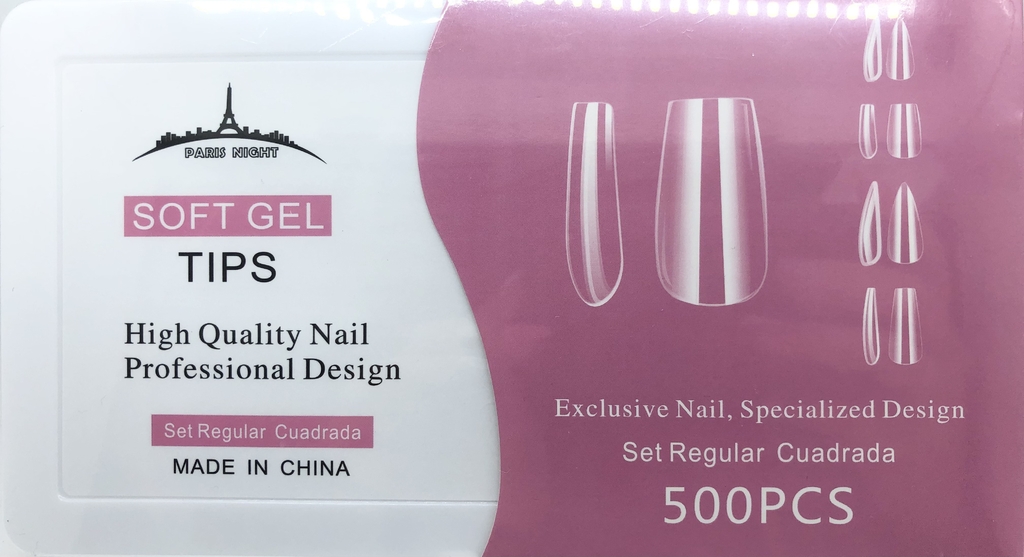 PARIS NIGHT
SOFT GEL
TIPS
High Quality Nail
Professional Design
Set Regular Cuadrada
MADE IN CHINA
Exclusive Nail, Specialized Design
Set Regular Cuadrada
500PCS